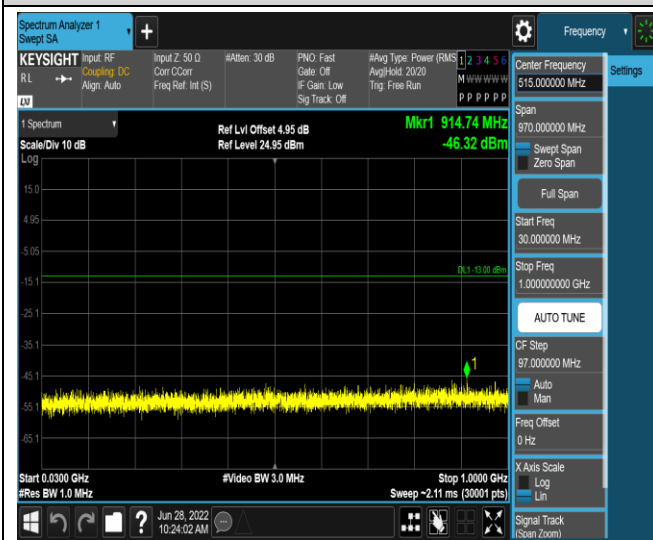 Spectrum Analyzer 1
Swept SA
Frequency
KEYSIGHT
RL
LXI
Input: RF
Coupling: DC
Align: Auto
Input Z: 50 Ω
Corr CCorr
Freq Ref: Int (S)
#Atten: 30 dB
PNO: Fast
Gate: Off
IF Gain: Low
Sig Track: Off
#Avg Type: Power (RMS
Avg|Hold: 20/20
Trig: Free Run
1 2 3 4 5 6
M W W W W W
P P P P P P
Settings
Center Frequency
515.000000 MHz
Span
970.000000 MHz
Swept Span
Zero Span
Full Span
Start Freq
30.000000 MHz
Stop Freq
1.000000000 GHz
AUTO TUNE
CF Step
97.000000 MHz
Auto
Man
Freq Offset
0 Hz
X Axis Scale
Log
Lin
Signal Track
(Span Zoom)
1 Spectrum
Scale/Div 10 dB
Log
Ref Lvl Offset 4.95 dB
Ref Level 24.95 dBm
Mkr1 914.74 MHz
-46.32 dBm
15.0
4.95
-5.05
-15.1
-25.1
-35.1
-45.1
-55.1
-65.1
DL1 -13.00 dBm
1
Start 0.0300 GHz
#Res BW 1.0 MHz
#Video BW 3.0 MHz
Stop 1.0000 GHz
Sweep ~2.11 ms (30001 pts)
?
Jun 28, 2022
10:24:02 AM